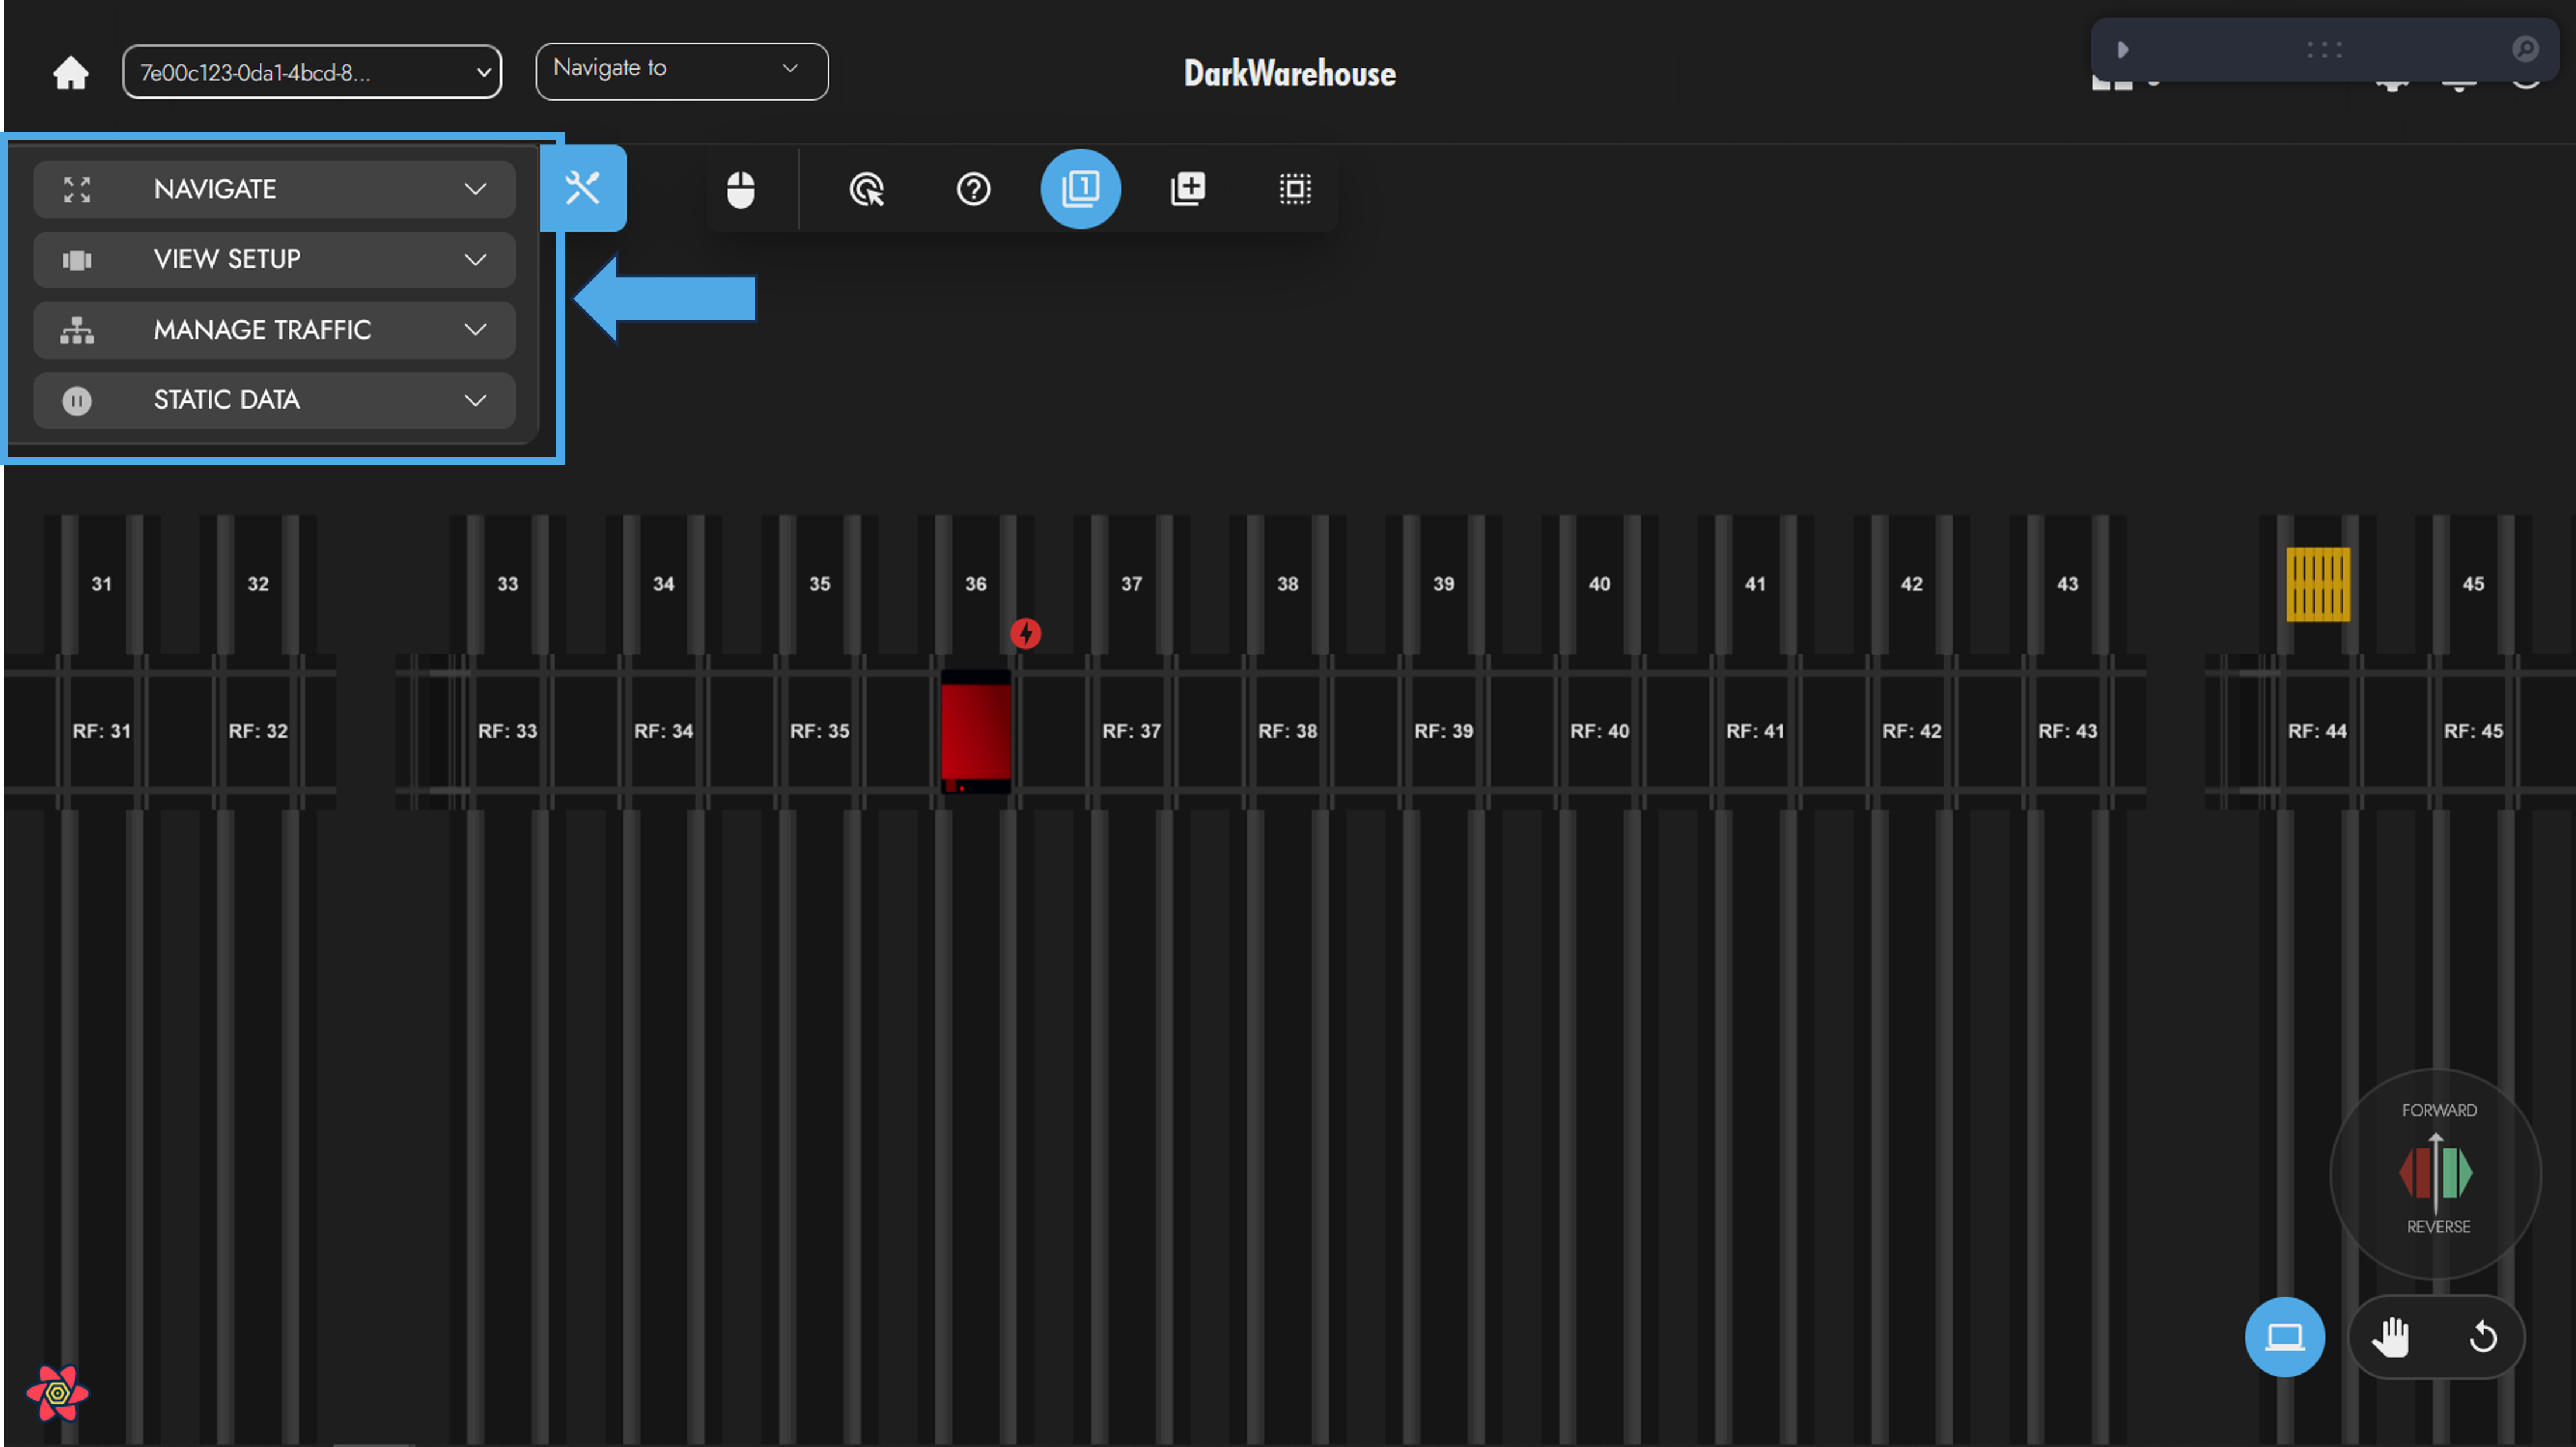 7e00c123-0da1-4bcd-8...
Navigate to
DarkWarehouse
NAVIGATE
VIEW SETUP
MANAGE TRAFFIC
STATIC DATA
1
31 32 33 34 35 36 37 38 39 40 41 42 43 45
RF: 31 RF: 32 RF: 33 RF: 34 RF: 35 RF: 37 RF: 38 RF: 39 RF: 40 RF: 41 RF: 42 RF: 43 RF: 44 RF: 45
FORWARD
REVERSE